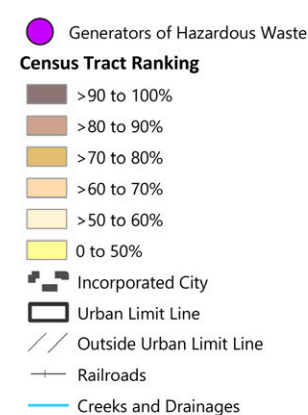 Generators of Hazardous Waste
Census Tract Ranking
>90 to 100%
>80 to 90%
>70 to 80%
>60 to 70%
>50 to 60%
0 to 50%
Incorporated City
Urban Limit Line
Outside Urban Limit Line
Railroads
Creeks and Drainages